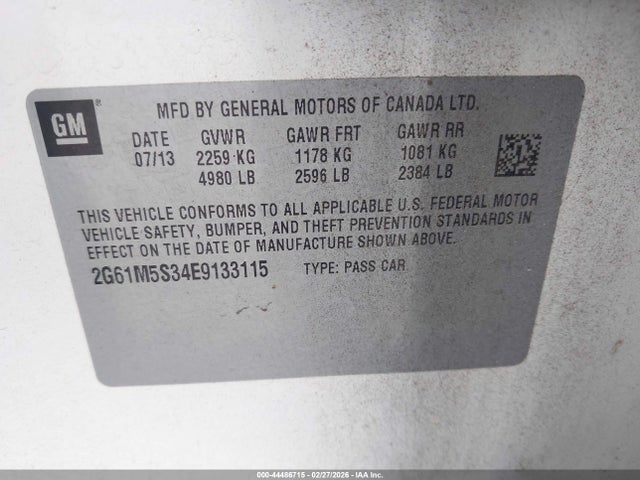 GM®
MFD BY GENERAL MOTORS OF CANADA LTD.
DATE GVWR GAWR FRT GAWR RR
07/13 2259 KG 1178 KG 1081 KG
4980 LB 2596 LB 2384 LB
THIS VEHICLE CONFORMS TO ALL APPLICABLE U.S. FEDERAL MOTOR
VEHICLE SAFETY, BUMPER, AND THEFT PREVENTION STANDARDS IN
EFFECT ON THE DATE OF MANUFACTURE SHOWN ABOVE.
2G61M5S34E9133115 TYPE: PASS CAR
000-44486715 - 02/27/2026 - IAA Inc.